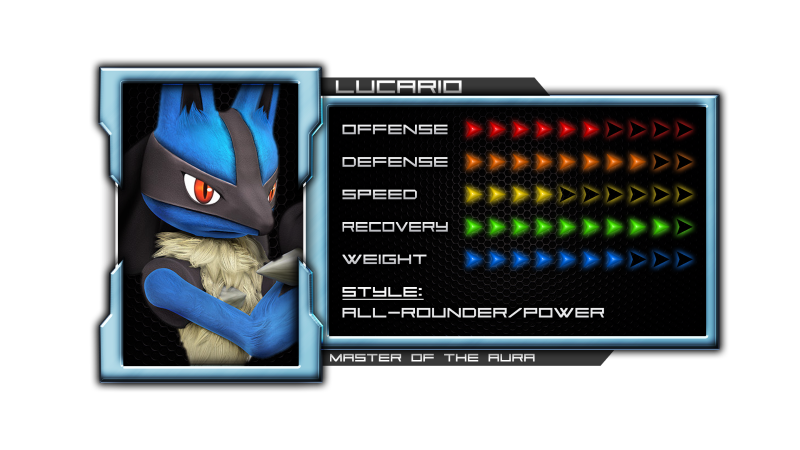 LUCARIO
OFFENSE
DEFENSE
SPEED
RECOVERY
WEIGHT
STYLE:
ALL-ROUNDER/POWER
MASTER OF THE AURA